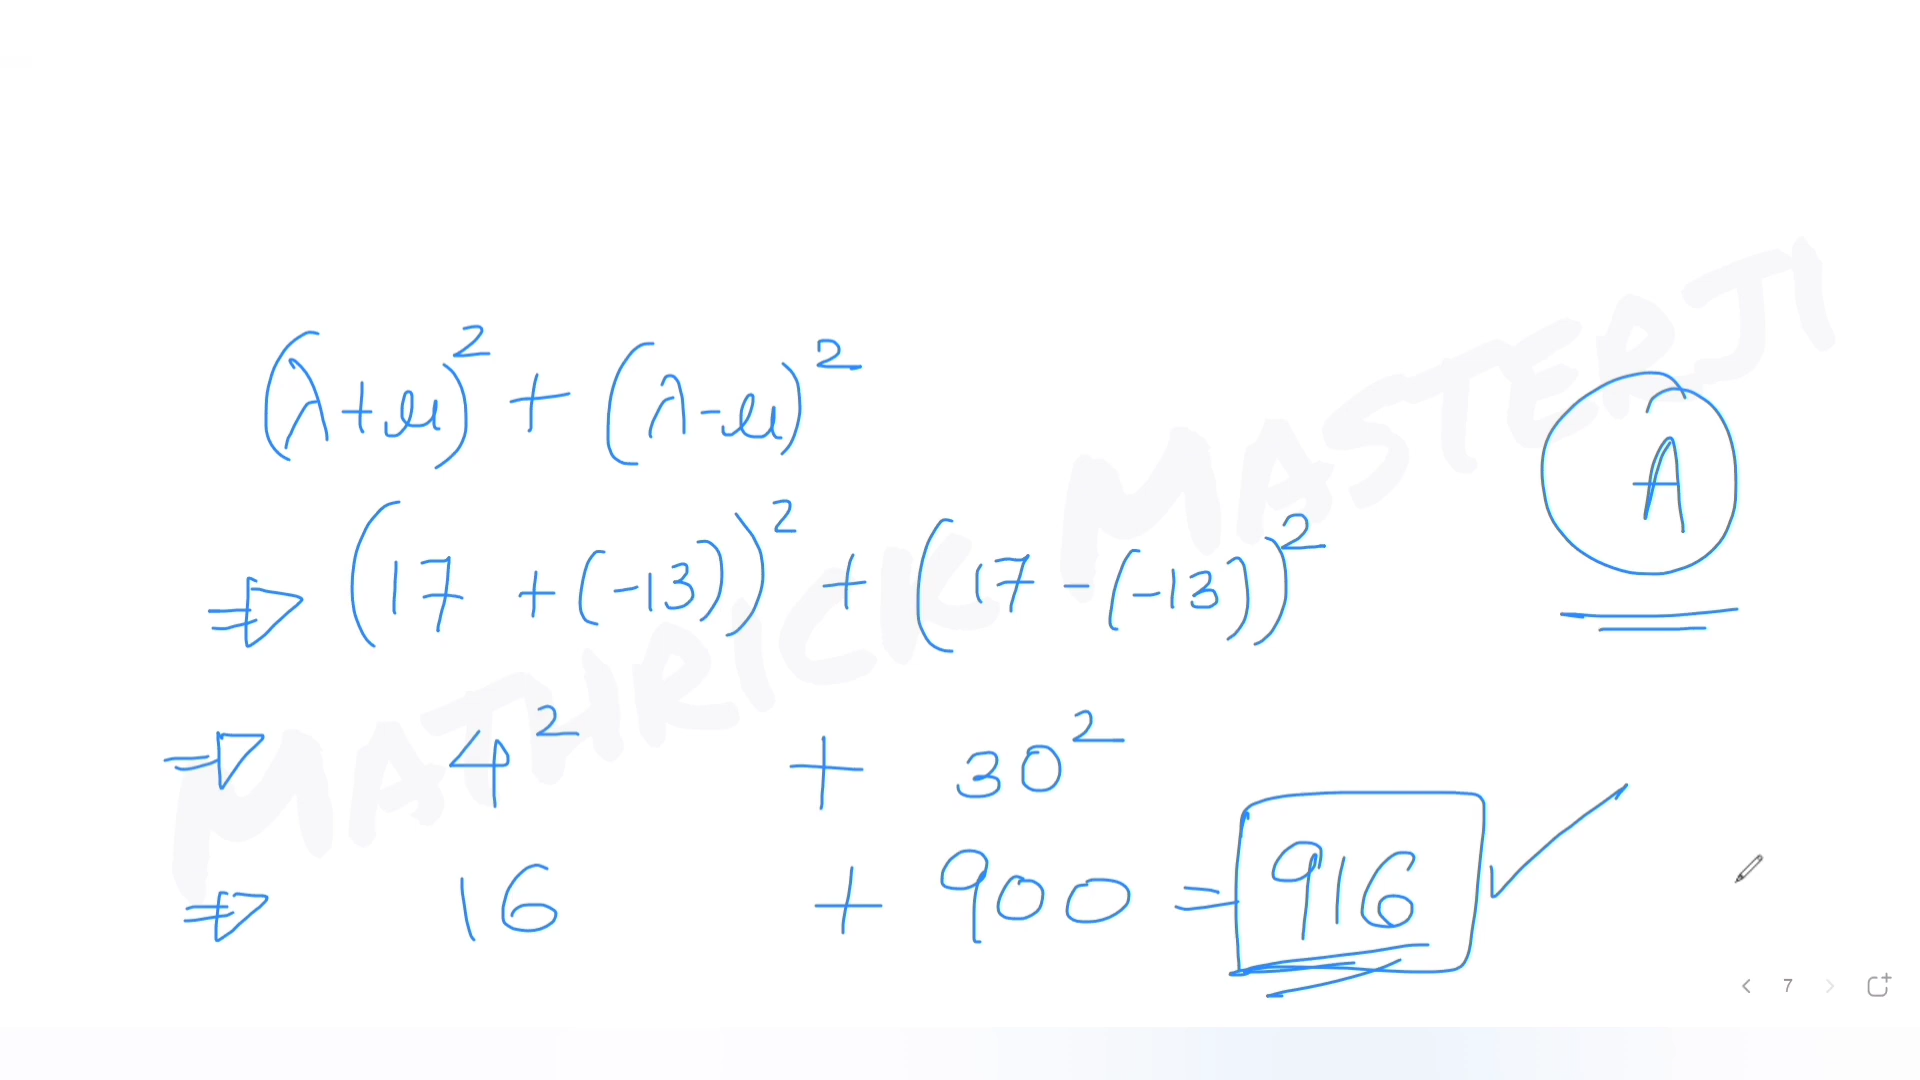 (λ+μ)² + (λ-μ)²
A
⇒ (17 + (-13))² + (17 - (-13))²
⇒ 4² + 30²
⇒ 16 + 900 = 916 ✓
MATHRICK MASTERJI
7